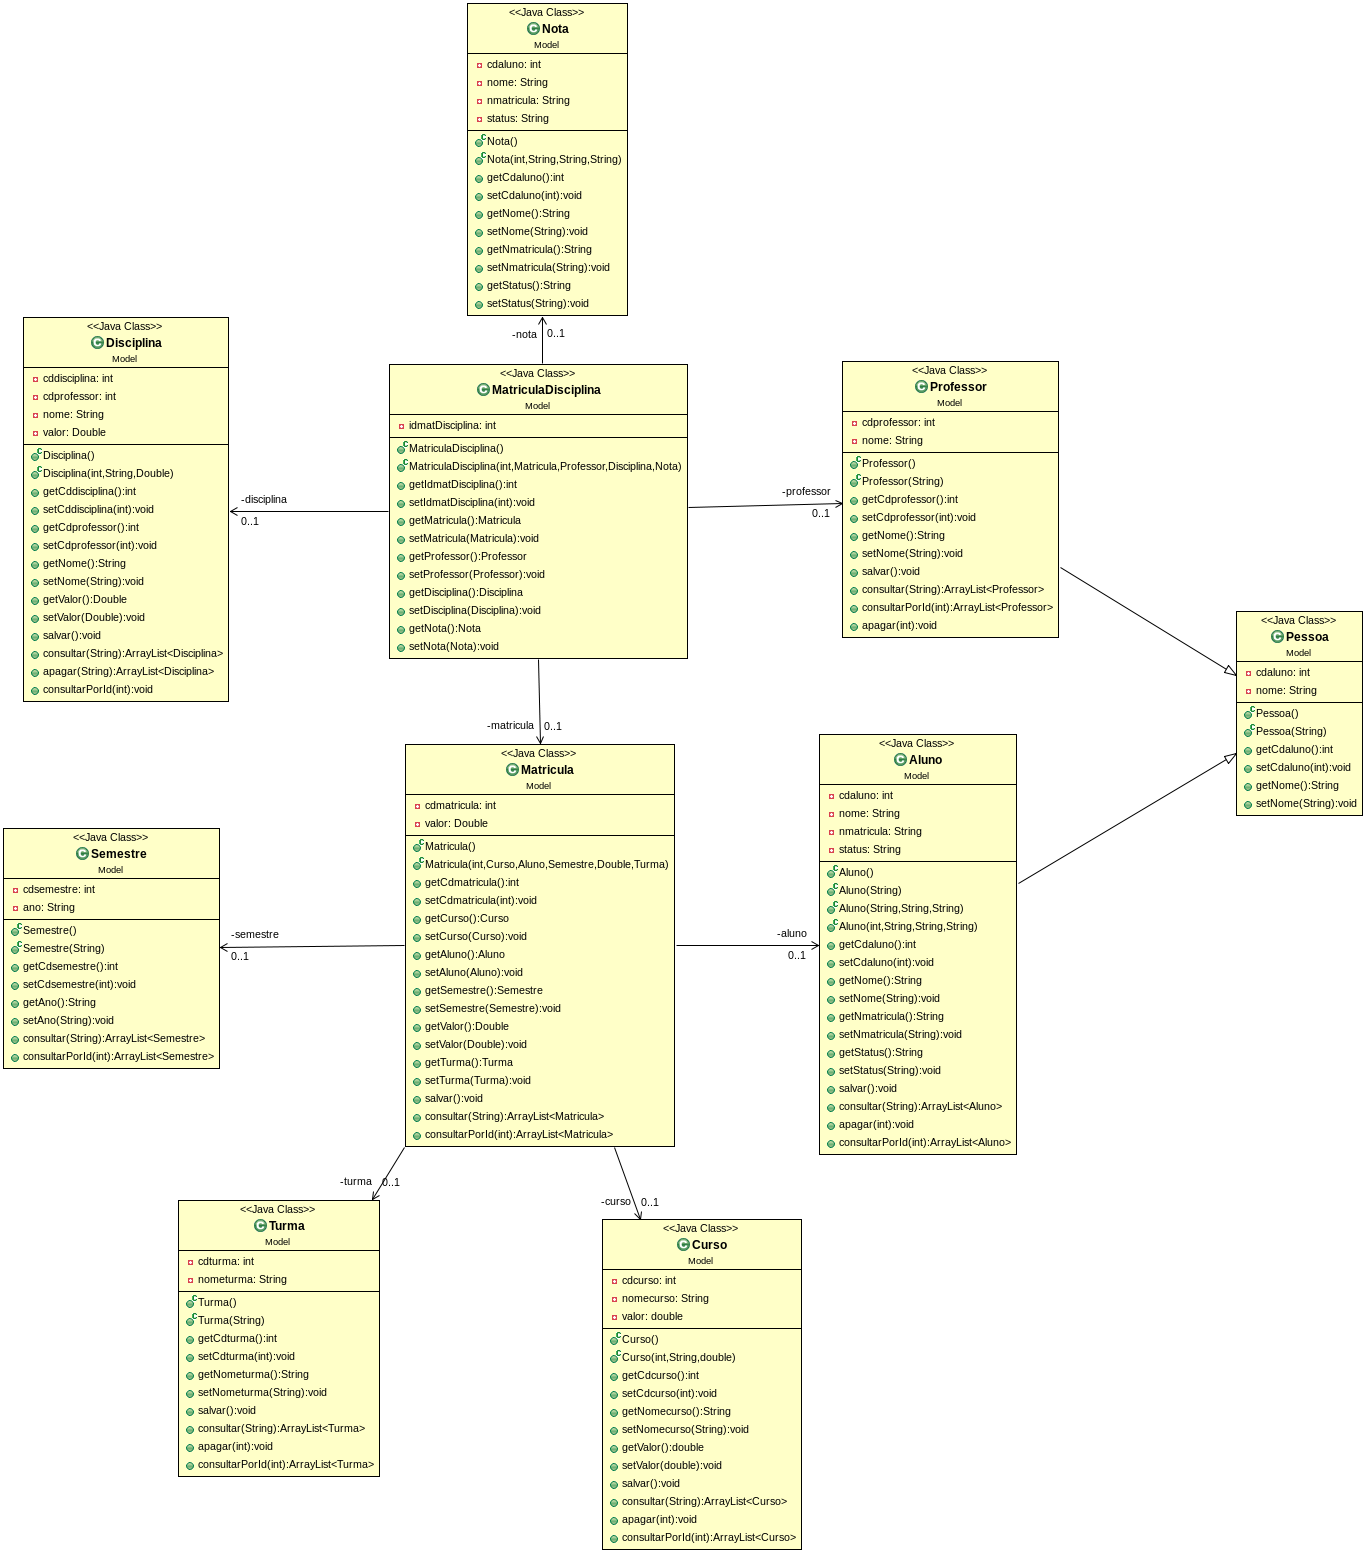 <<Java Class>>
Nota
Model
cdaluno: int
nome: String
nmatricula: String
status: String
Nota()
Nota(int,String,String,String)
getCdaluno():int
setCdaluno(int):void
getNome():String
setNome(String):void
getNmatricula():String
setNmatricula(String):void
getStatus():String
setStatus(String):void
-nota
0..1
<<Java Class>>
Disciplina
Model
cddisciplina: int
cdprofessor: int
nome: String
valor: Double
Disciplina()
Disciplina(int,String,Double)
getCddisciplina():int
setCddisciplina(int):void
getCdprofessor():int
setCdprofessor(int):void
getNome():String
setNome(String):void
getValor():Double
setValor(Double):void
salvar():void
consultar(String):ArrayList<Disciplina>
apagar(String):ArrayList<Disciplina>
consultarPorId(int):void
-disciplina
0..1
<<Java Class>>
MatriculaDisciplina
Model
idmatDisciplina: int
MatriculaDisciplina()
MatriculaDisciplina(int,Matricula,Professor,Disciplina,Nota)
getIdmatDisciplina():int
setIdmatDisciplina(int):void
getMatricula():Matricula
setMatricula(Matricula):void
getProfessor():Professor
setProfessor(Professor):void
getDisciplina():Disciplina
setDisciplina(Disciplina):void
getNota():Nota
setNota(Nota):void
-professor
0..1
<<Java Class>>
Professor
Model
cdprofessor: int
nome: String
Professor()
Professor(String)
getCdprofessor():int
setCdprofessor(int):void
getNome():String
setNome(String):void
salvar():void
consultar(String):ArrayList<Professor>
consultarPorId(int):ArrayList<Professor>
apagar(int):void
<<Java Class>>
Pessoa
Model
cdaluno: int
nome: String
Pessoa()
Pessoa(String)
getCdaluno():int
setCdaluno(int):void
getNome():String
setNome(String):void
-matricula
0..1
<<Java Class>>
Matricula
Model
cdmatricula: int
valor: Double
Matricula()
Matricula(int,Curso,Aluno,Semestre,Double,Turma)
getCdmatricula():int
setCdmatricula(int):void
getCurso():Curso
setCurso(Curso):void
getAluno():Aluno
setAluno(Aluno):void
getSemestre():Semestre
setSemestre(Semestre):void
getValor():Double
setValor(Double):void
getTurma():Turma
setTurma(Turma):void
salvar():void
consultar(String):ArrayList<Matricula>
consultarPorId(int):ArrayList<Matricula>
<<Java Class>>
Semestre
Model
cdsemestre: int
ano: String
Semestre()
Semestre(String)
getCdsemestre():int
setCdsemestre(int):void
getAno():String
setAno(String):void
consultar(String):ArrayList<Semestre>
consultarPorId(int):ArrayList<Semestre>
-semestre
0..1
-aluno
0..1
<<Java Class>>
Aluno
Model
cdaluno: int
nome: String
nmatricula: String
status: String
Aluno()
Aluno(String)
Aluno(String,String,String)
Aluno(int,String,String,String)
getCdaluno():int
setCdaluno(int):void
getNome():String
setNome(String):void
getNmatricula():String
setNmatricula(String):void
getStatus():String
setStatus(String):void
salvar():void
consultar(String):ArrayList<Aluno>
apagar(int):void
consultarPorId(int):ArrayList<Aluno>
-turma
0..1
<<Java Class>>
Turma
Model
cdturma: int
nometurma: String
Turma()
Turma(String)
getCdturma():int
setCdturma(int):void
getNometurma():String
setNometurma(String):void
salvar():void
consultar(String):ArrayList<Turma>
apagar(int):void
consultarPorId(int):ArrayList<Turma>
-curso
0..1
<<Java Class>>
Curso
Model
cdcurso: int
nomecurso: String
valor: double
Curso()
Curso(int,String,double)
getCdcurso():int
setCdcurso(int):void
getNomecurso():String
setNomecurso(String):void
getValor():double
setValor(double):void
salvar():void
consultar(String):ArrayList<Curso>
apagar(int):void
consultarPorId(int):ArrayList<Curso>